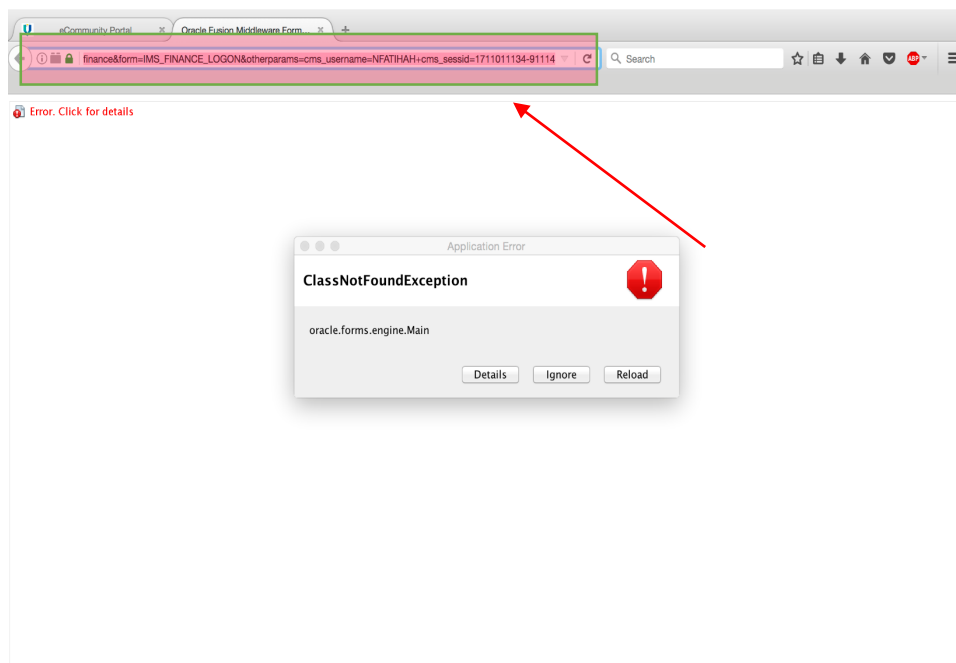 eCommunity Portal
Oracle Fusion Middleware Form...
finance&form=IMS_FINANCE_LOGON&otherparams=cms_username=NFATIHAH+cms_sessid=1711011134-91114
Search
ABP
Error. Click for details
Application Error
ClassNotFoundException
oracle.forms.engine.Main
Details
Ignore
Reload